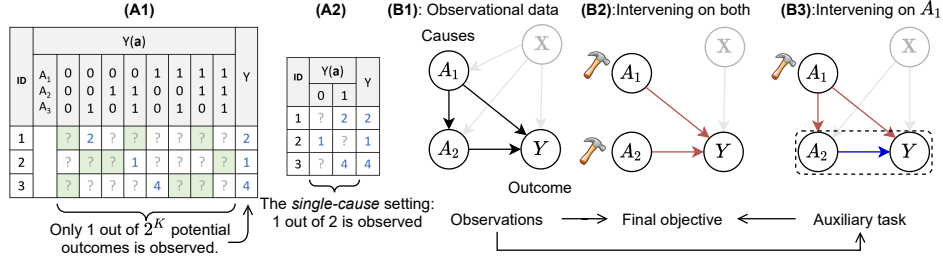 (A1)
Y(a) Y
ID
A₁ 0 0 0 0 1 1 1 1
A₂ 0 0 1 1 0 0 1 1
A₃ 0 1 0 1 0 1 0 1
1 ? 2 ? ? ? ? ? ? 2
2 ? ? ? 1 ? ? ? ? 1
3 ? ? ? ? 4 ? ? ? 4
Only 1 out of 2^K potential
outcomes is observed.
(A2)
ID Y(a) Y
0 1
1 ? 2 2
2 1 ? 1
3 ? 4 4
The single-cause setting:
1 out of 2 is observed
(B1): Observational data
Causes
X
A₁
A₂
Y
Outcome
(B2):Intervening on both
X
A₁
A₂
Y
(B3):Intervening on A₁
X
A₁
A₂
Y
Observations Final objective Auxiliary task